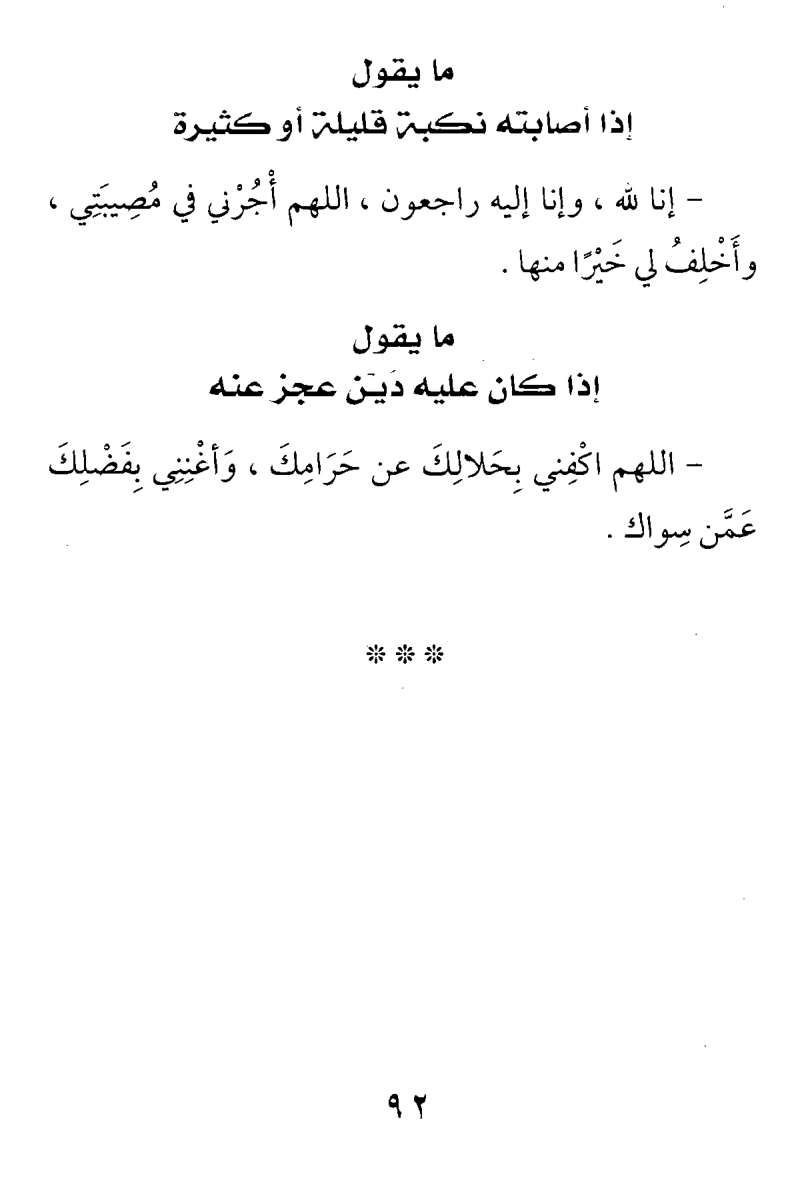 ما يقول
إذا أصابته نكبة قليلة أو كثيرة
– إنا لله ، وإنا إليه راجعون ، اللهم أْجُرْني في مُصِيبَتِي ،
وأَخْلِفُ لي خَيْرًا منها .
ما يقول
إذا كان عليه دَيْن عجز عنه
– اللهم اكْفِني بِحَلالِكَ عن حَرَامِكَ ، وَأغْنِنِي بِفَضْلِكَ
عَمَّن سِواك .
٩٢